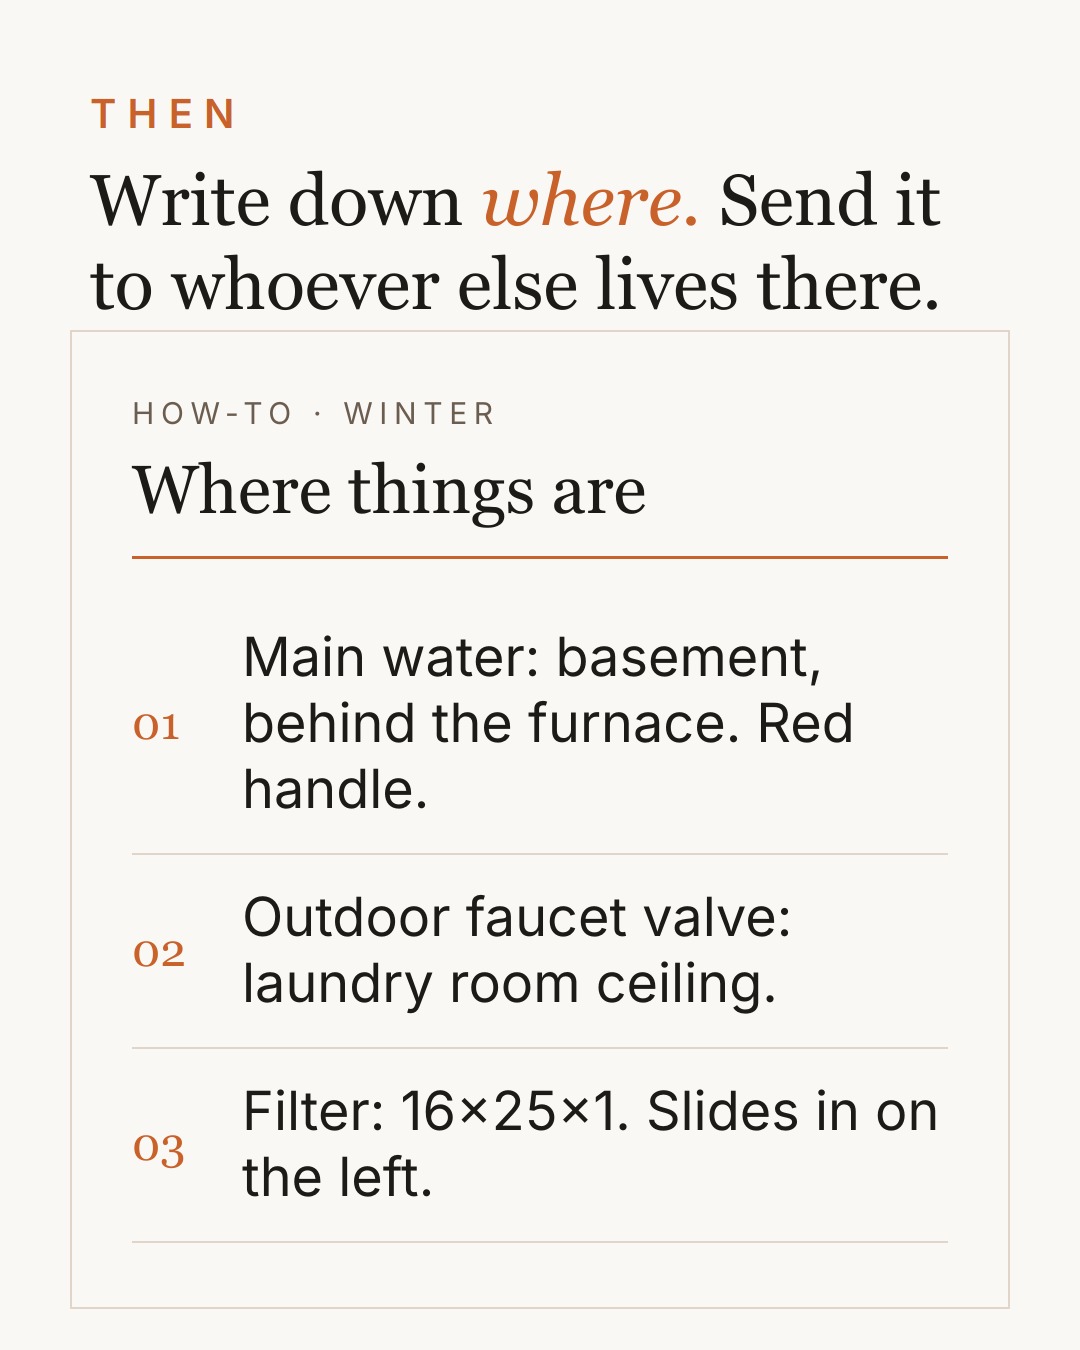 THEN
Write down where. Send it
to whoever else lives there.
HOW-TO · WINTER
Where things are
01
Main water: basement,
behind the furnace. Red
handle.
02
Outdoor faucet valve:
laundry room ceiling.
03
Filter: 16×25×1. Slides in on
the left.